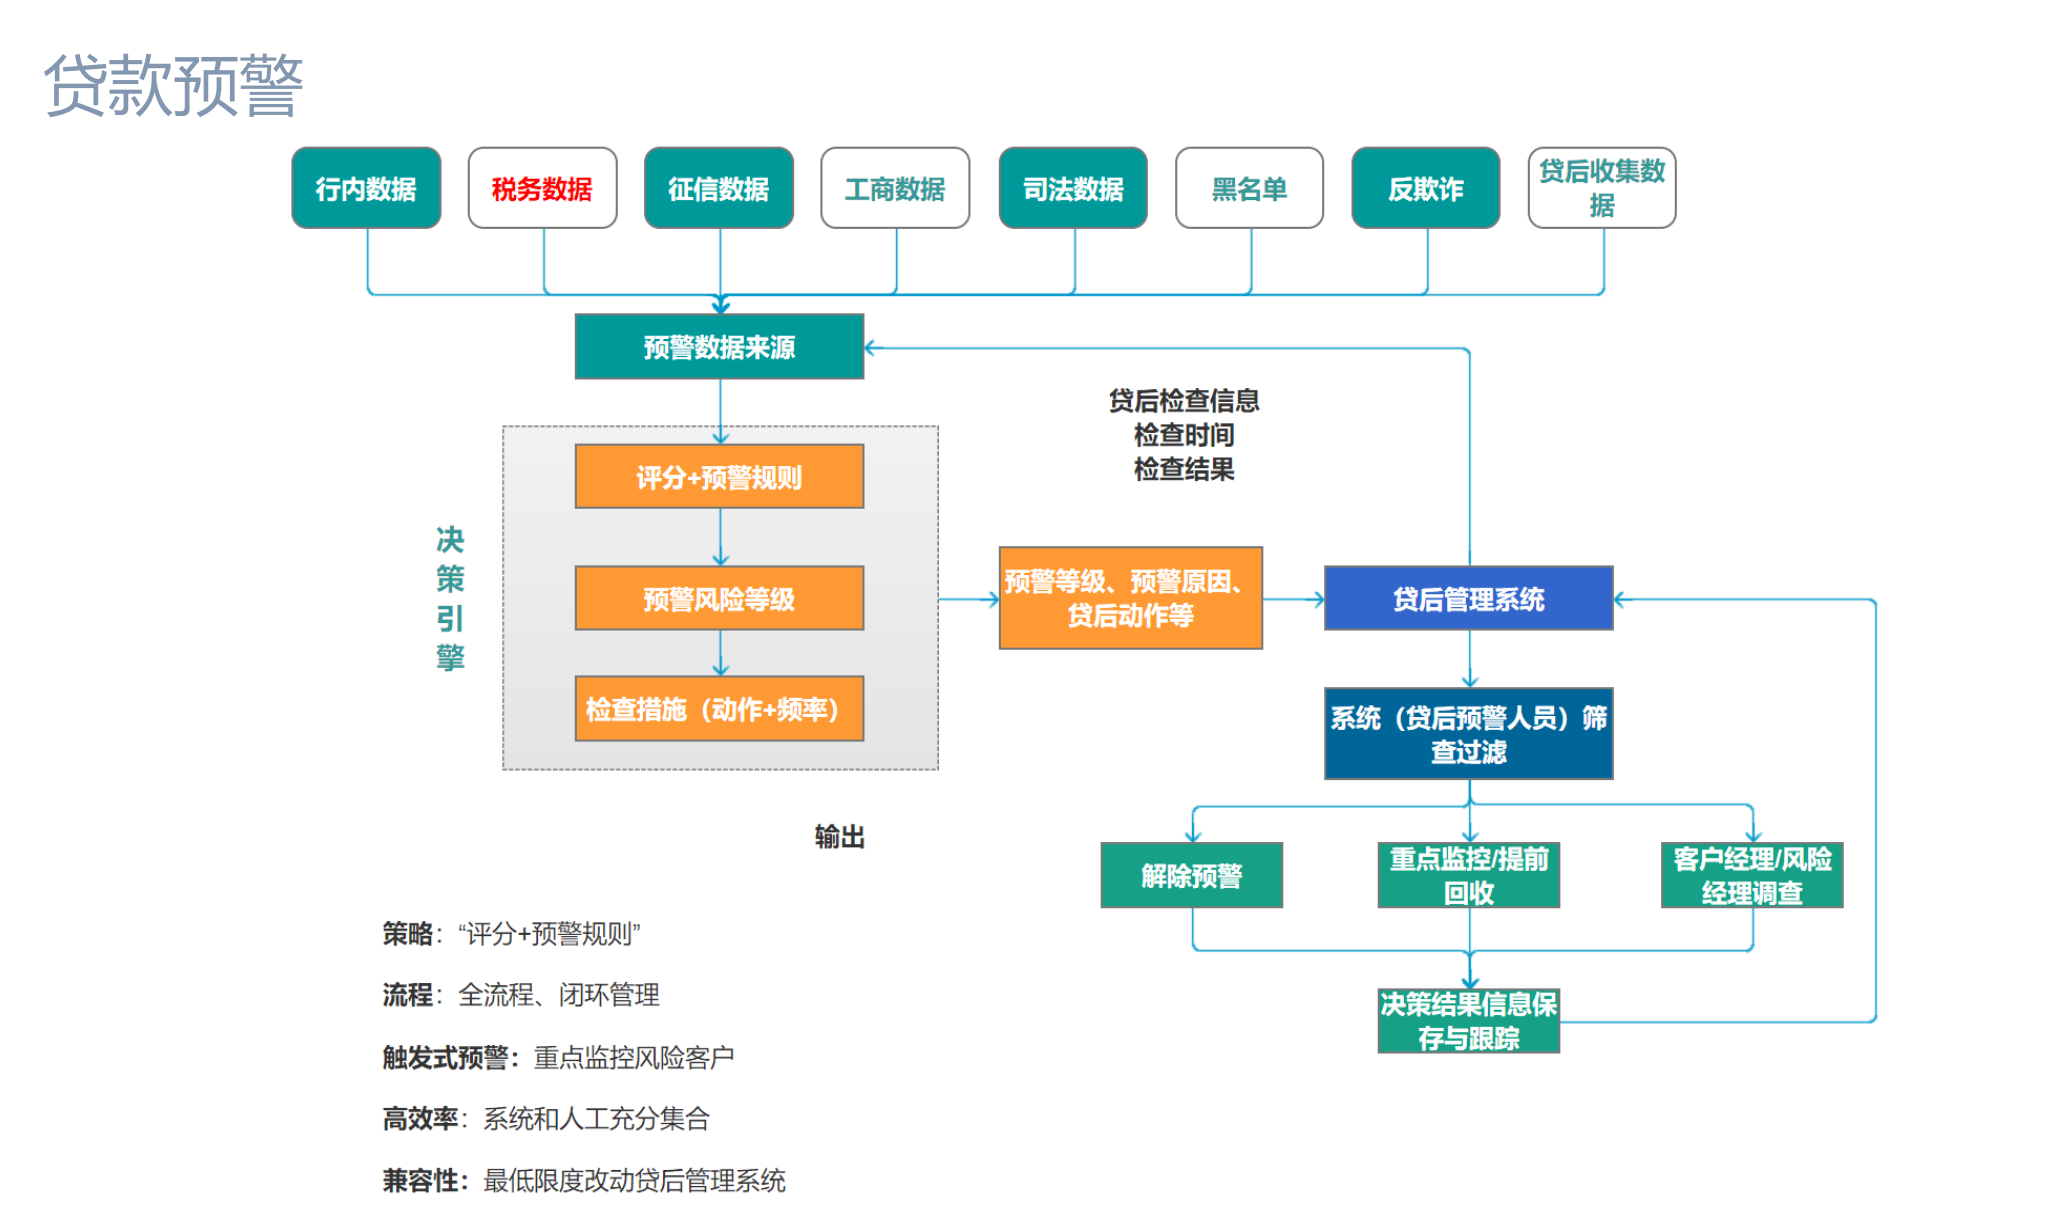 贷款预警
行内数据
税务数据
征信数据
工商数据
司法数据
黑名单
反欺诈
贷后收集数
据
预警数据来源
贷后检查信息
检查时间
检查结果
评分+预警规则
决
策
引
擎
预警风险等级
检查措施（动作+频率）
预警等级、预警原因、
贷后动作等
贷后管理系统
系统（贷后预警人员）筛
查过滤
输出
解除预警
重点监控/提前
回收
客户经理/风险
经理调查
决策结果信息保
存与跟踪
策略：“评分+预警规则”
流程：全流程、闭环管理
触发式预警：重点监控风险客户
高效率：系统和人工充分集合
兼容性：最低限度改动贷后管理系统